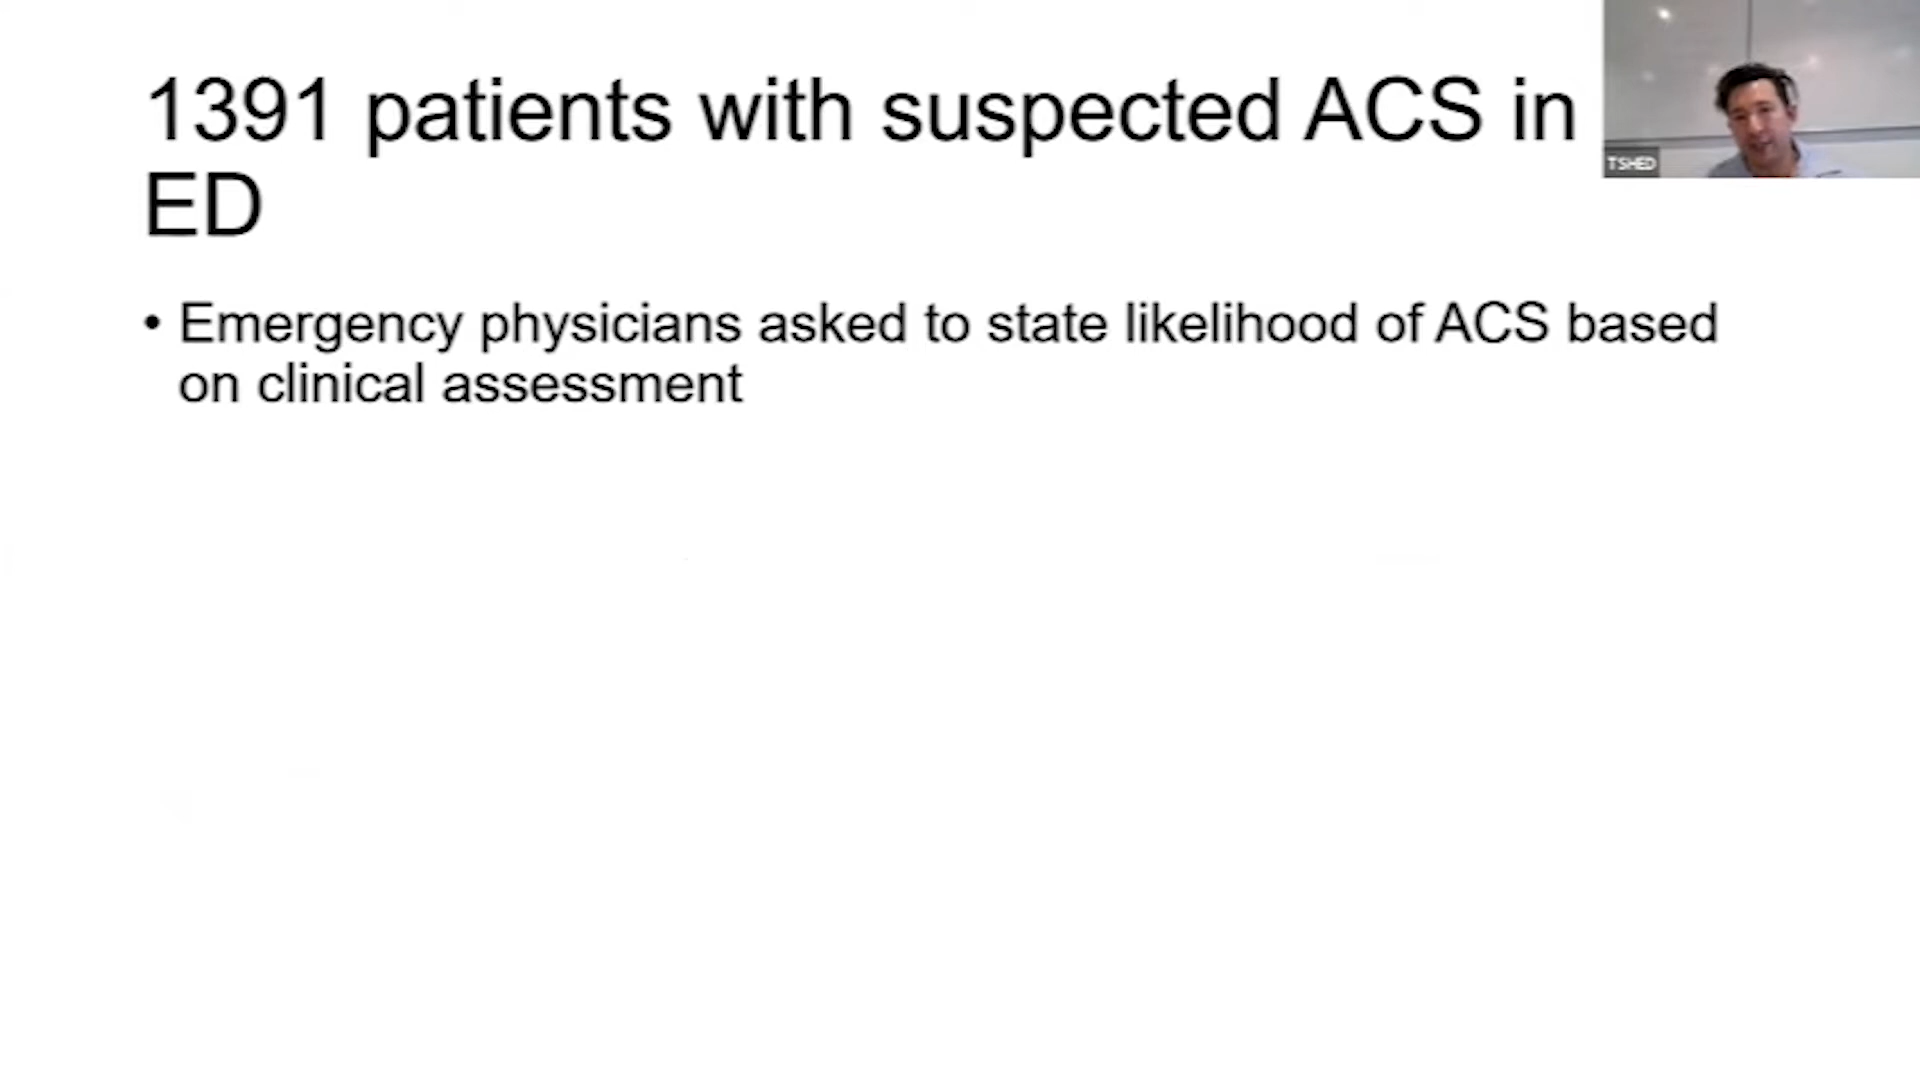 1391 patients with suspected ACS in
ED
TSHED
• Emergency physicians asked to state likelihood of ACS based
on clinical assessment